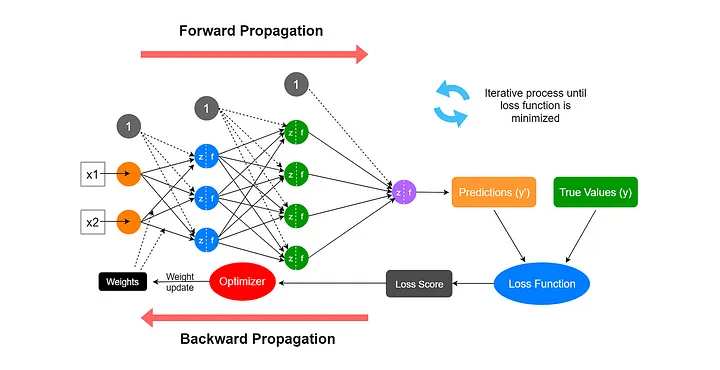 Forward Propagation
Iterative process until
loss function is
minimized
1
1
1
x1
x2
z f
z f
z f
z f
z f
z f
z f
z f
Predictions (y')
True Values (y)
Weights
Weight
update
Optimizer
Loss Score
Loss Function
Backward Propagation